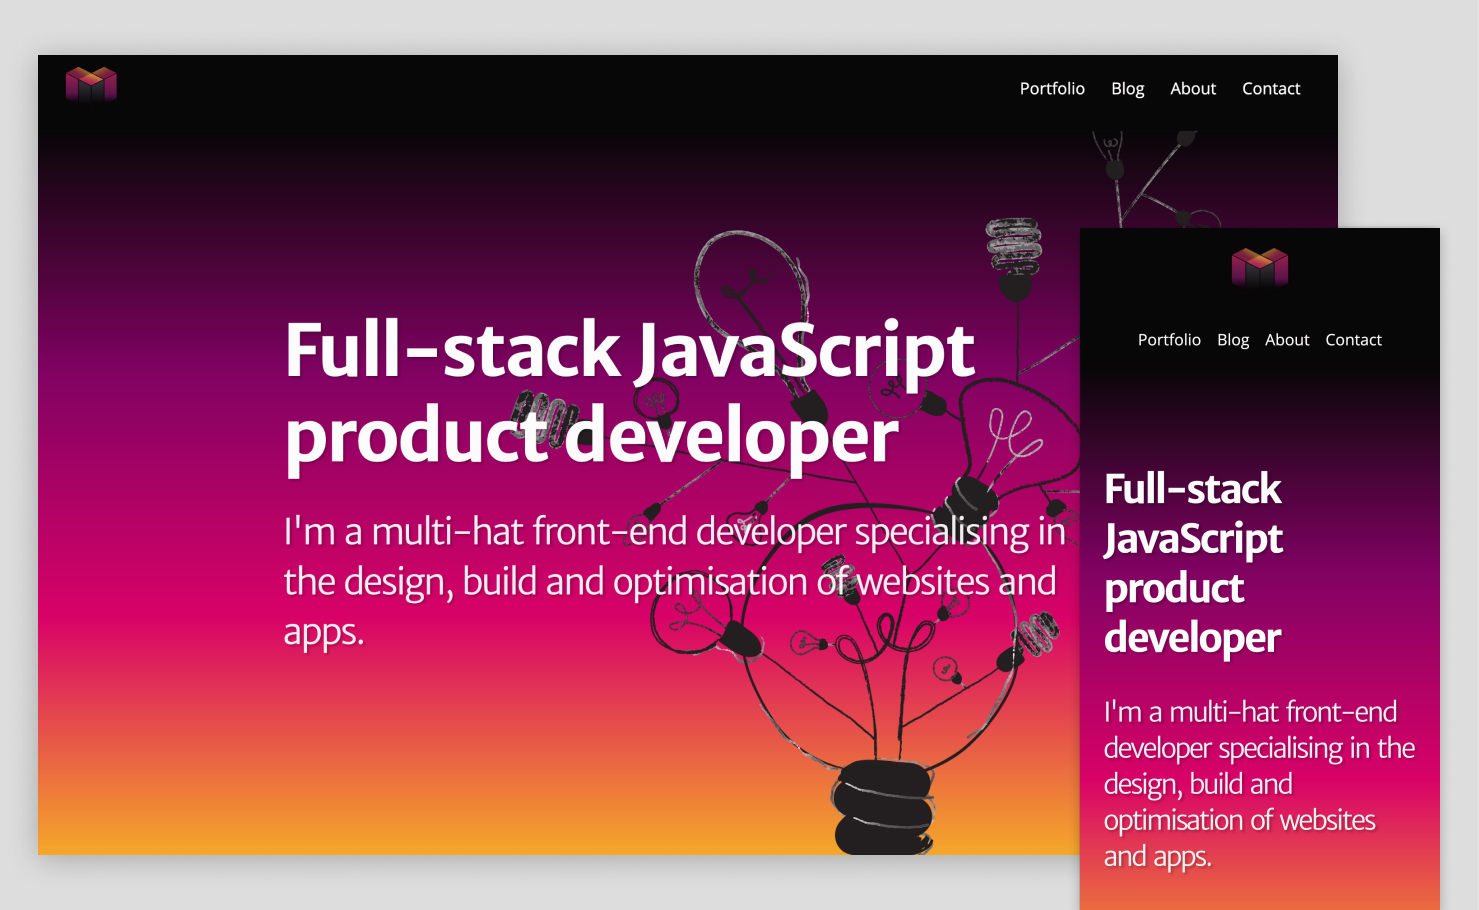 Portfolio Blog About Contact
Full-stack JavaScript
product developer
I'm a multi-hat front-end developer specialising in
the design, build and optimisation of websites and
apps.
Portfolio Blog About Contact
Full-stack
JavaScript
product
developer
I'm a multi-hat front-end
developer specialising in the
design, build and
optimisation of websites
and apps.